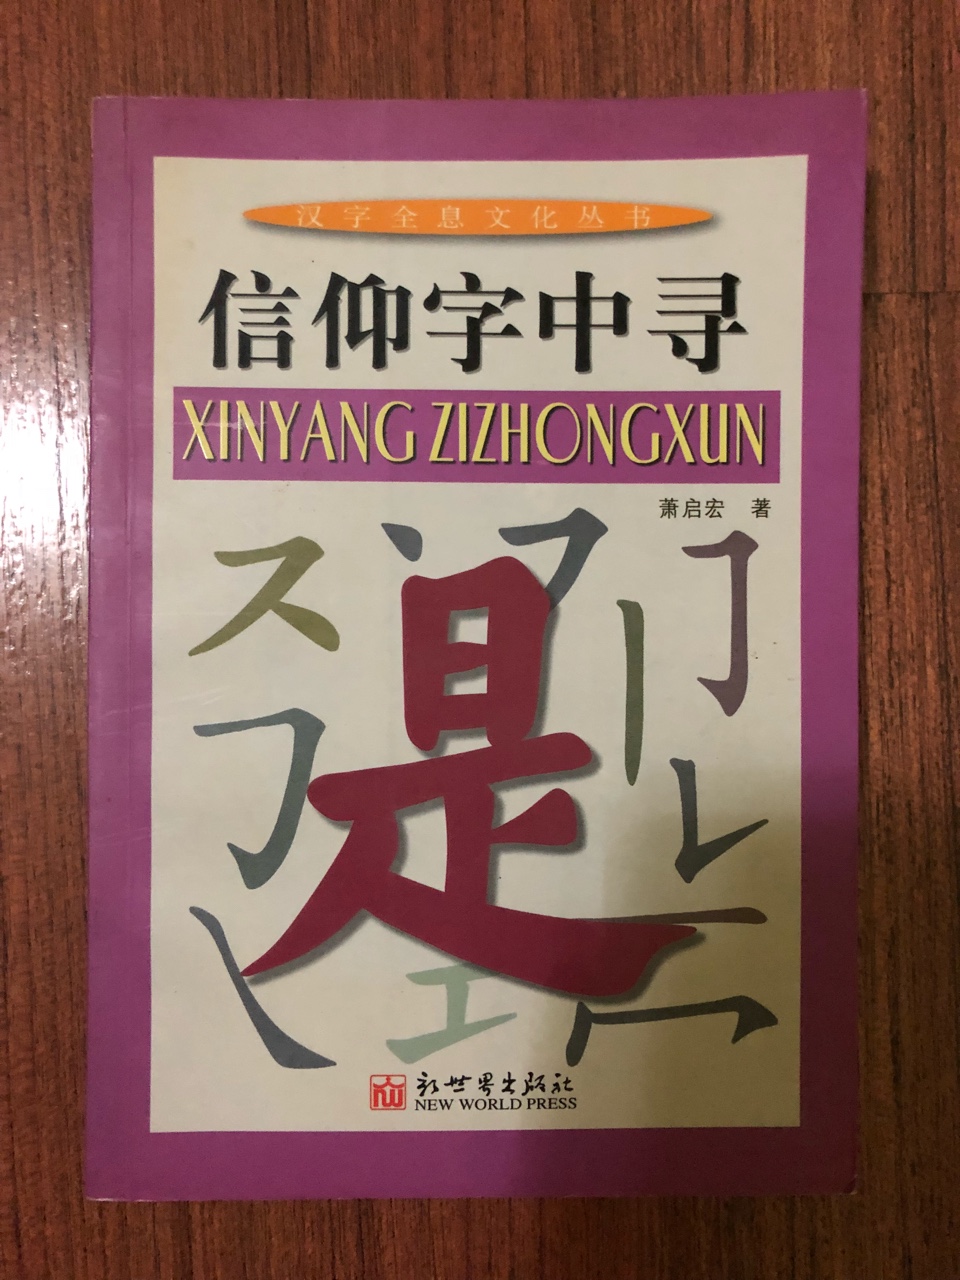 汉字全息文化丛书
信仰字中寻
XINYANG ZIZHONGXUN
萧启宏 著
是
新世界出版社
NEW WORLD PRESS